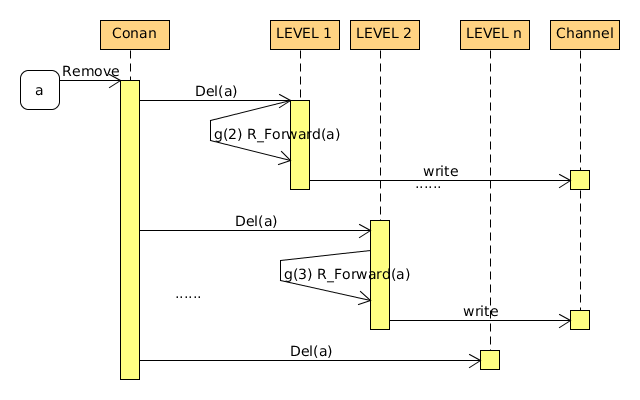 Conan
LEVEL 1
LEVEL 2
LEVEL n
Channel
Remove
a
Del(a)
g(2) R_Forward(a)
write
......
Del(a)
g(3) R_Forward(a)
......
write
Del(a)